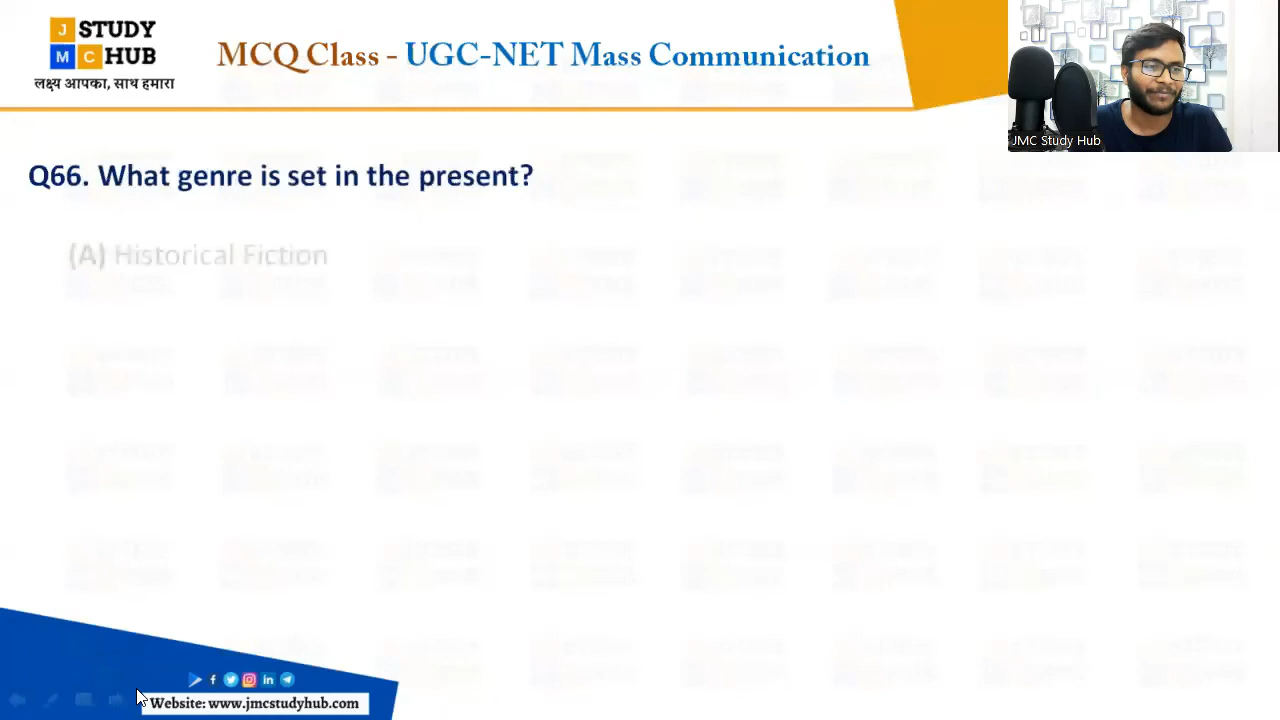 J STUDY
M C HUB
लक्ष्य आपका, साथ हमारा
MCQ Class - UGC-NET Mass Communication
JMC Study Hub
Q66. What genre is set in the present?
(A) Historical Fiction
Website: www.jmcstudyhub.com